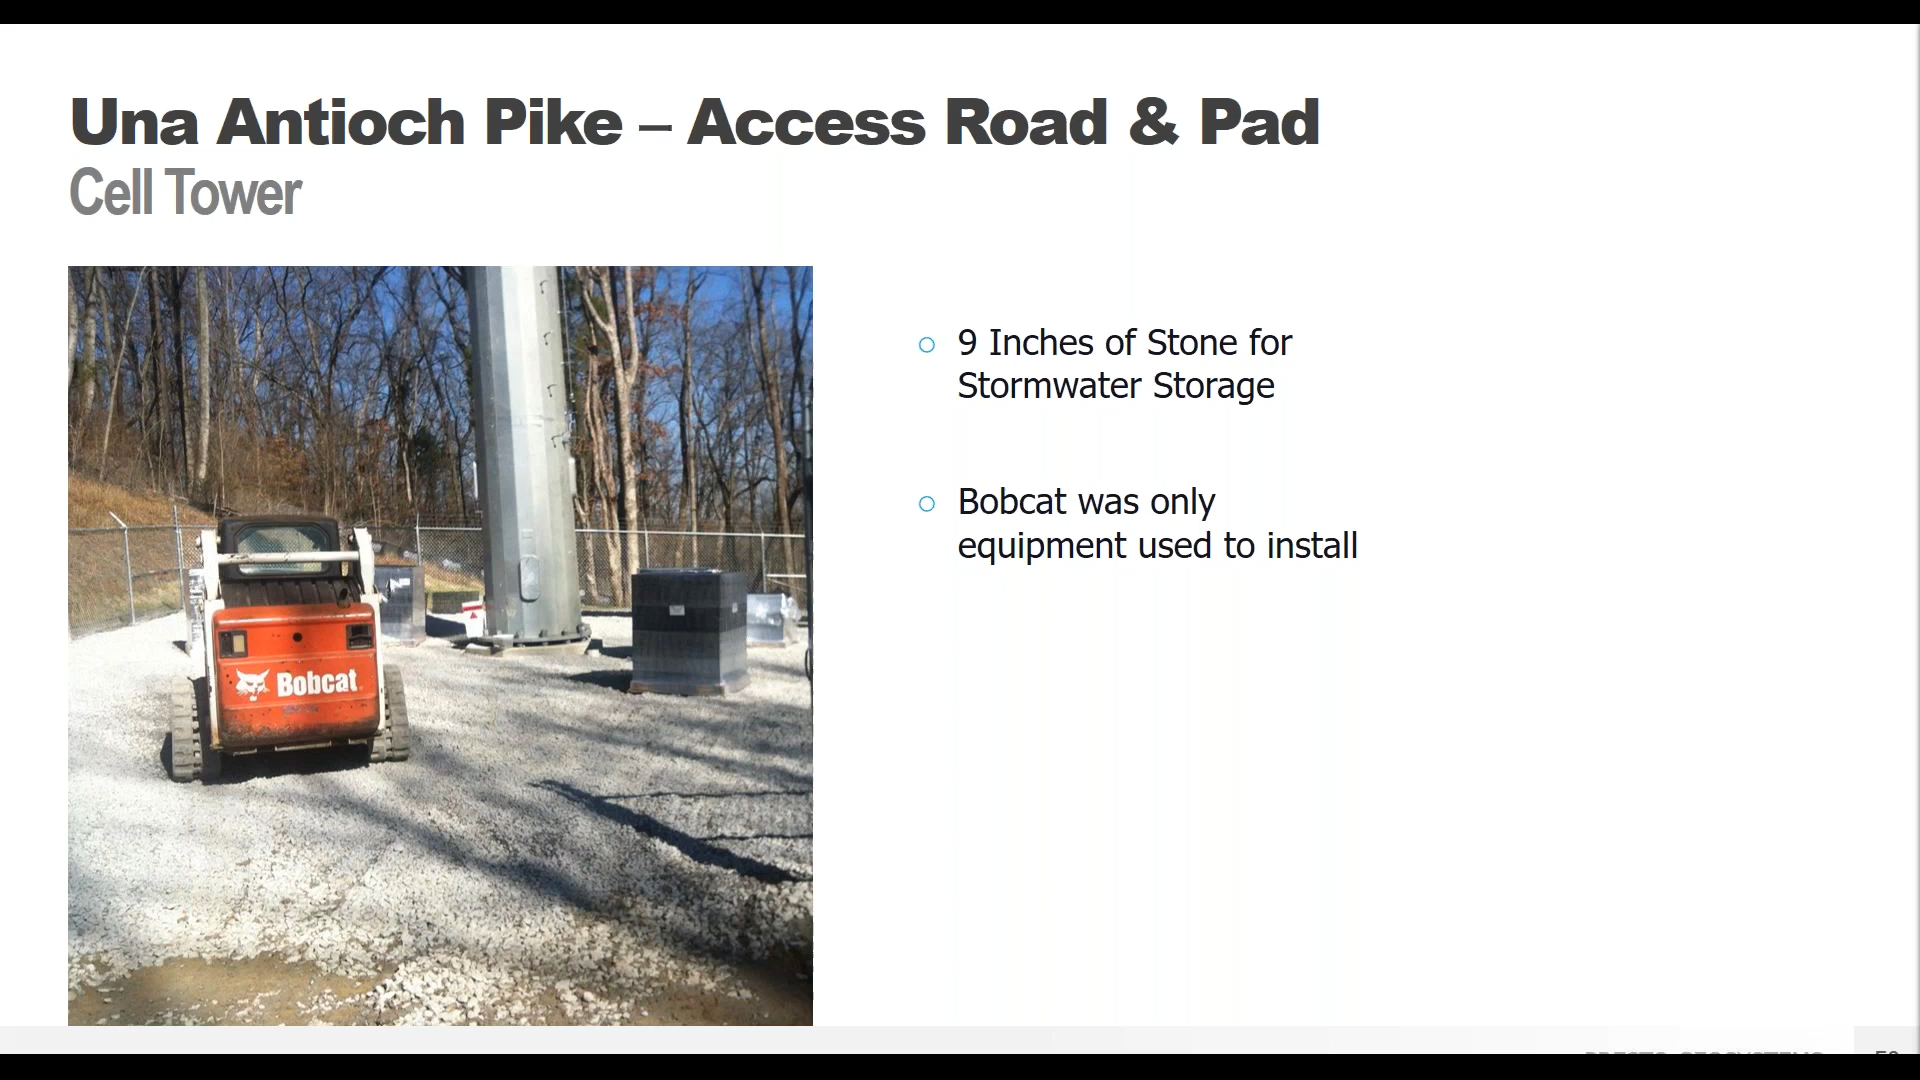 Una Antioch Pike – Access Road & Pad
Cell Tower
9 Inches of Stone for
Stormwater Storage
Bobcat was only
equipment used to install
Bobcat